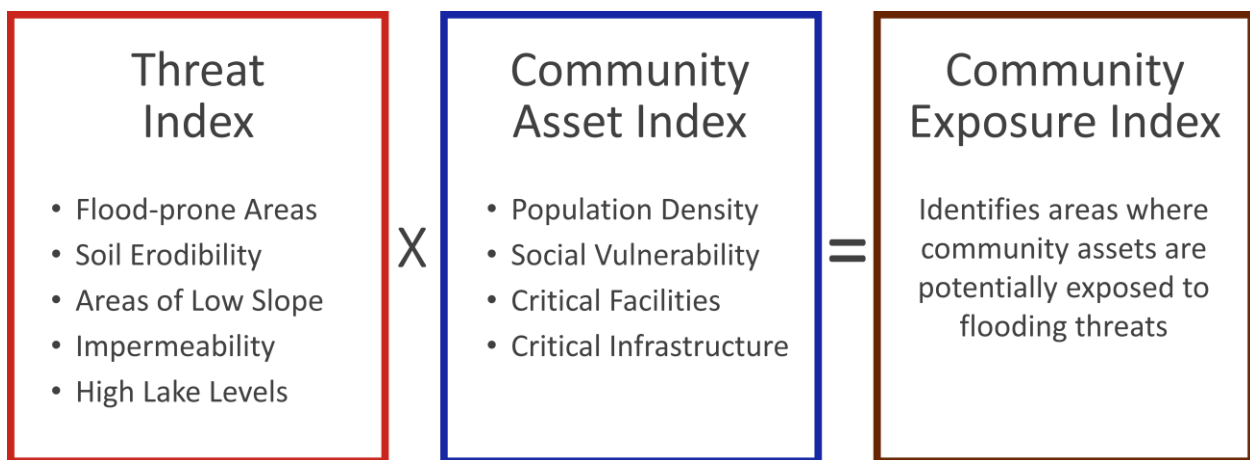 Threat
Index
• Flood-prone Areas
• Soil Erodibility
• Areas of Low Slope
• Impermeability
• High Lake Levels
X
Community
Asset Index
• Population Density
• Social Vulnerability
• Critical Facilities
• Critical Infrastructure
=
Community
Exposure Index
Identifies areas where
community assets are
potentially exposed to
flooding threats